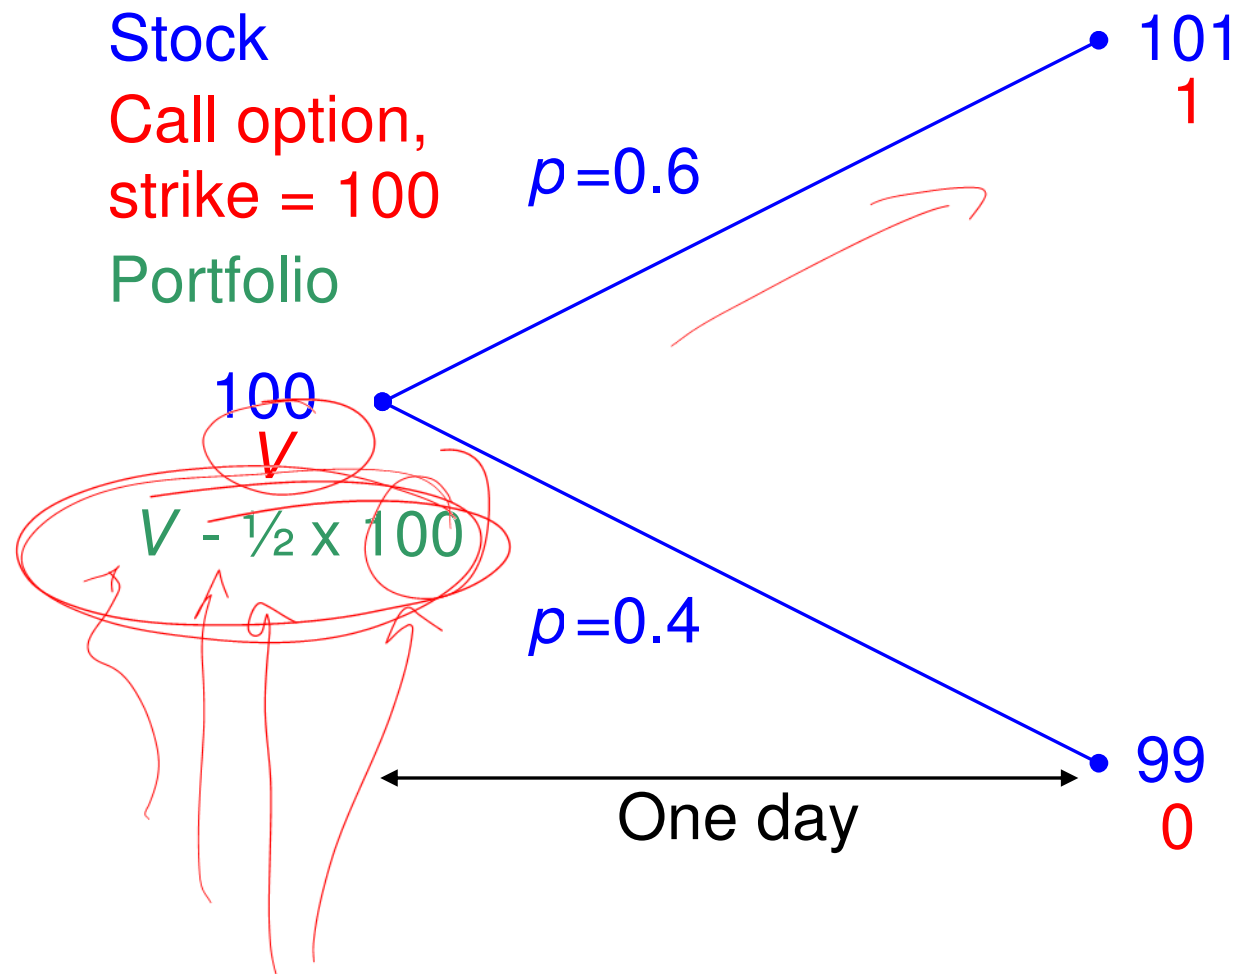 Stock
Call option,
strike = 100
Portfolio
101
1
p=0.6
100
V
V - ½ x 100
p=0.4
99
0
One day